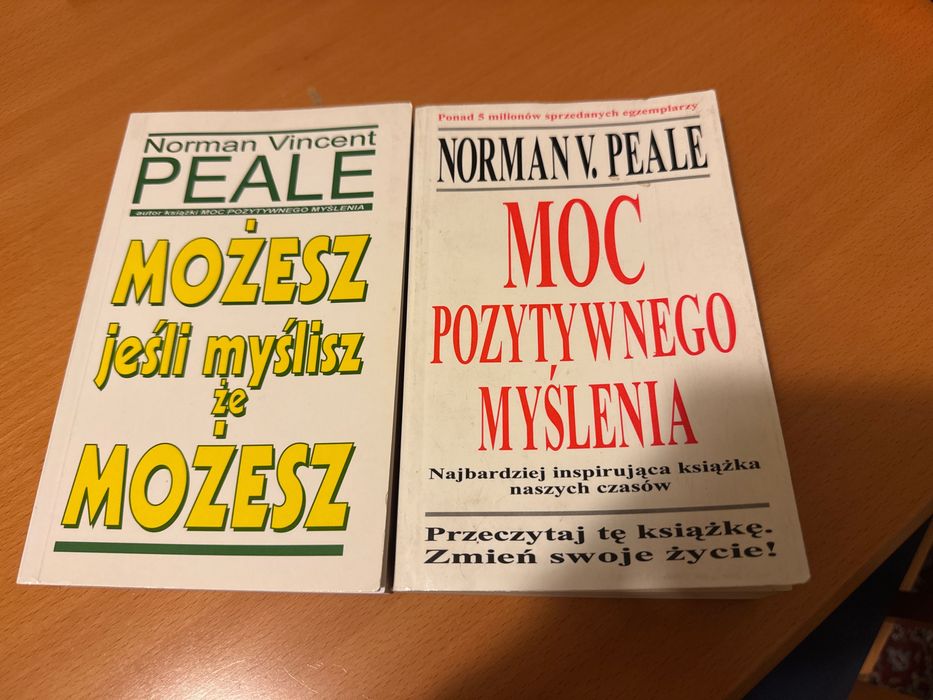 Norman Vincent
PEALE
autor książki MOC POZYTYWNEGO MYŚLENIA
MOŻESZ
jeśli myślisz
że
MOŻESZ
Ponad 5 milionów sprzedanych egzemplarzy
NORMAN V. PEALE
MOC
POZYTYWNEGO
MYŚLENIA
Najbardziej inspirująca książka
naszych czasów
Przeczytaj tę książkę.
Zmień swoje życie!